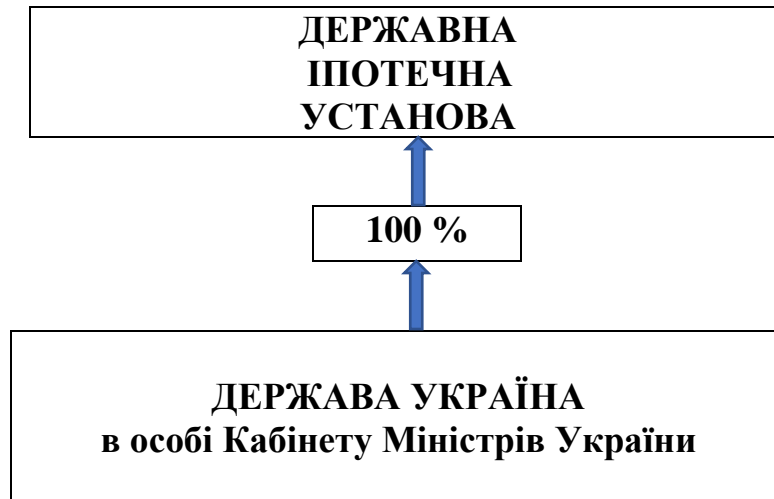 ДЕРЖАВНА
ІПОТЕЧНА
УСТАНОВА
100 %
ДЕРЖАВА УКРАЇНА
в особі Кабінету Міністрів України